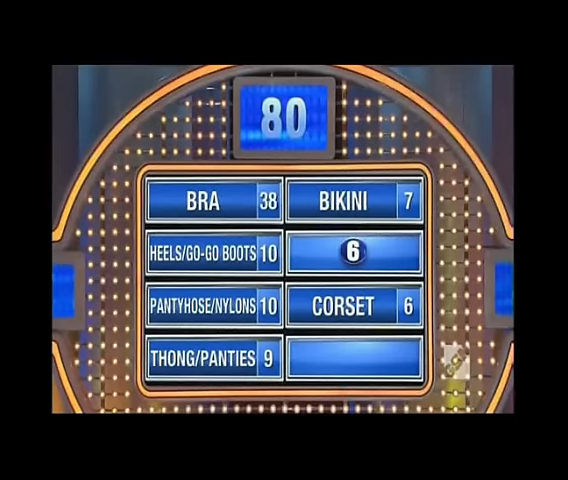 80
BRA 38
BIKINI 7
HEELS/GO-GO BOOTS 10
6
PANTYHOSE/NYLONS 10
CORSET 6
THONG/PANTIES 9